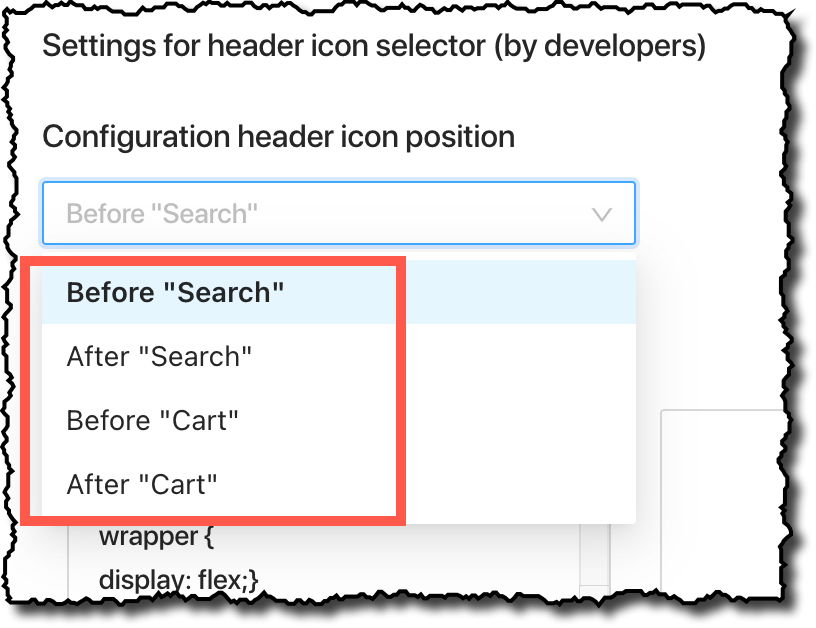 Settings for header icon selector (by developers)
Configuration header icon position
Before "Search"
Before "Search"
After "Search"
Before "Cart"
After "Cart"
wrapper {
display: flex;}